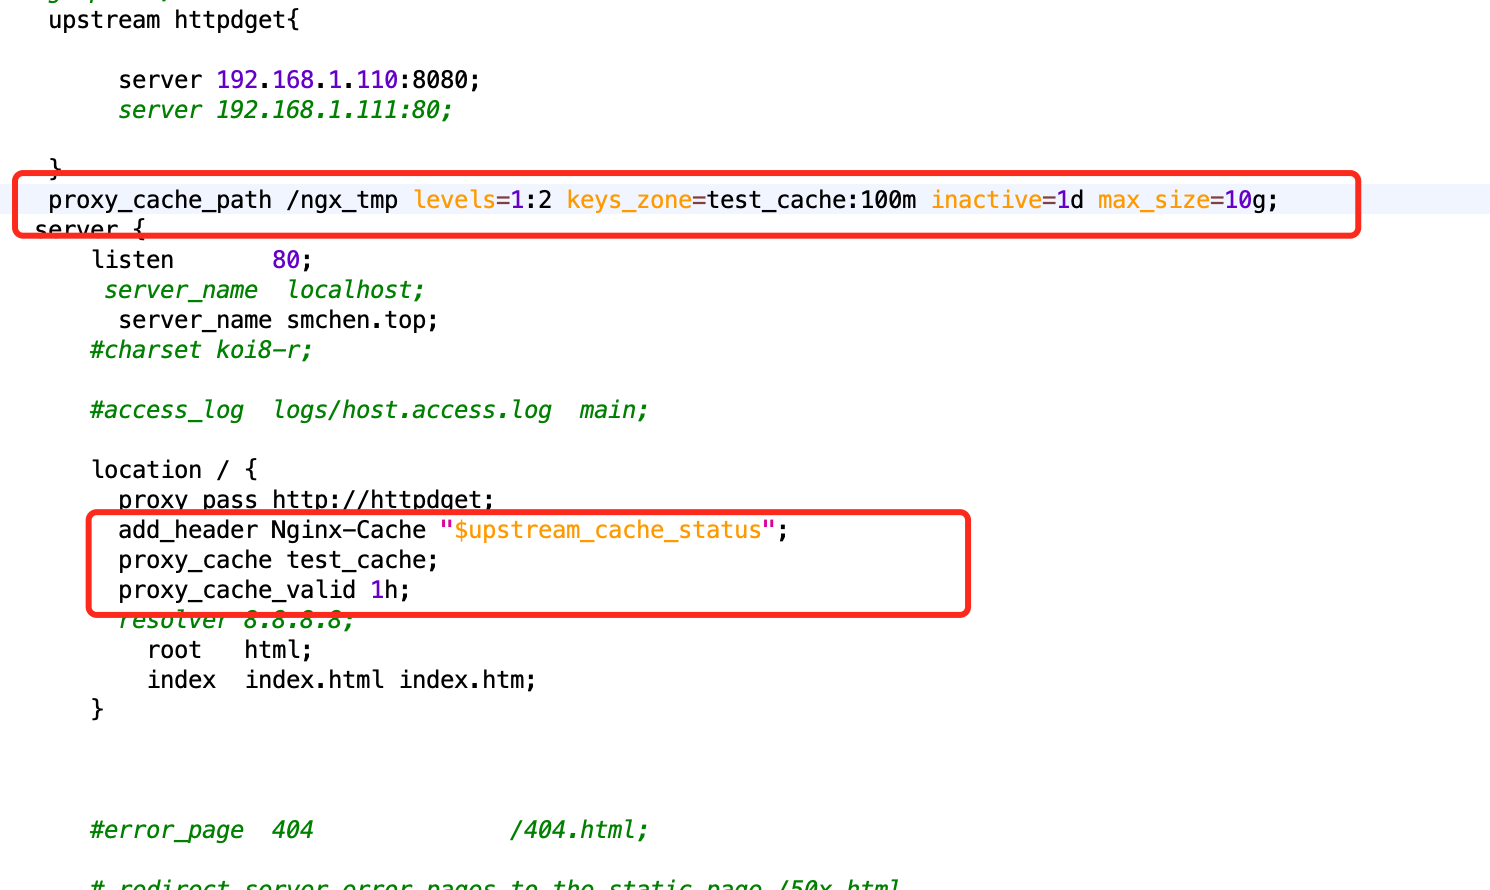 upstream httpdget{
server 192.168.1.110:8080;
server 192.168.1.111:80;
}
proxy_cache_path /ngx_tmp levels=1:2 keys_zone=test_cache:100m inactive=1d max_size=10g;
server {
listen 80;
server_name localhost;
server_name smchen.top;
#charset koi8-r;
#access_log logs/host.access.log main;
location / {
proxy_pass http://httpdget;
add_header Nginx-Cache "$upstream_cache_status";
proxy_cache test_cache;
proxy_cache_valid 1h;
resolver 8.8.8.8;
root html;
index index.html index.htm;
}
#error_page 404 /404.html;
# redirect server error pages to the static page /50x.html